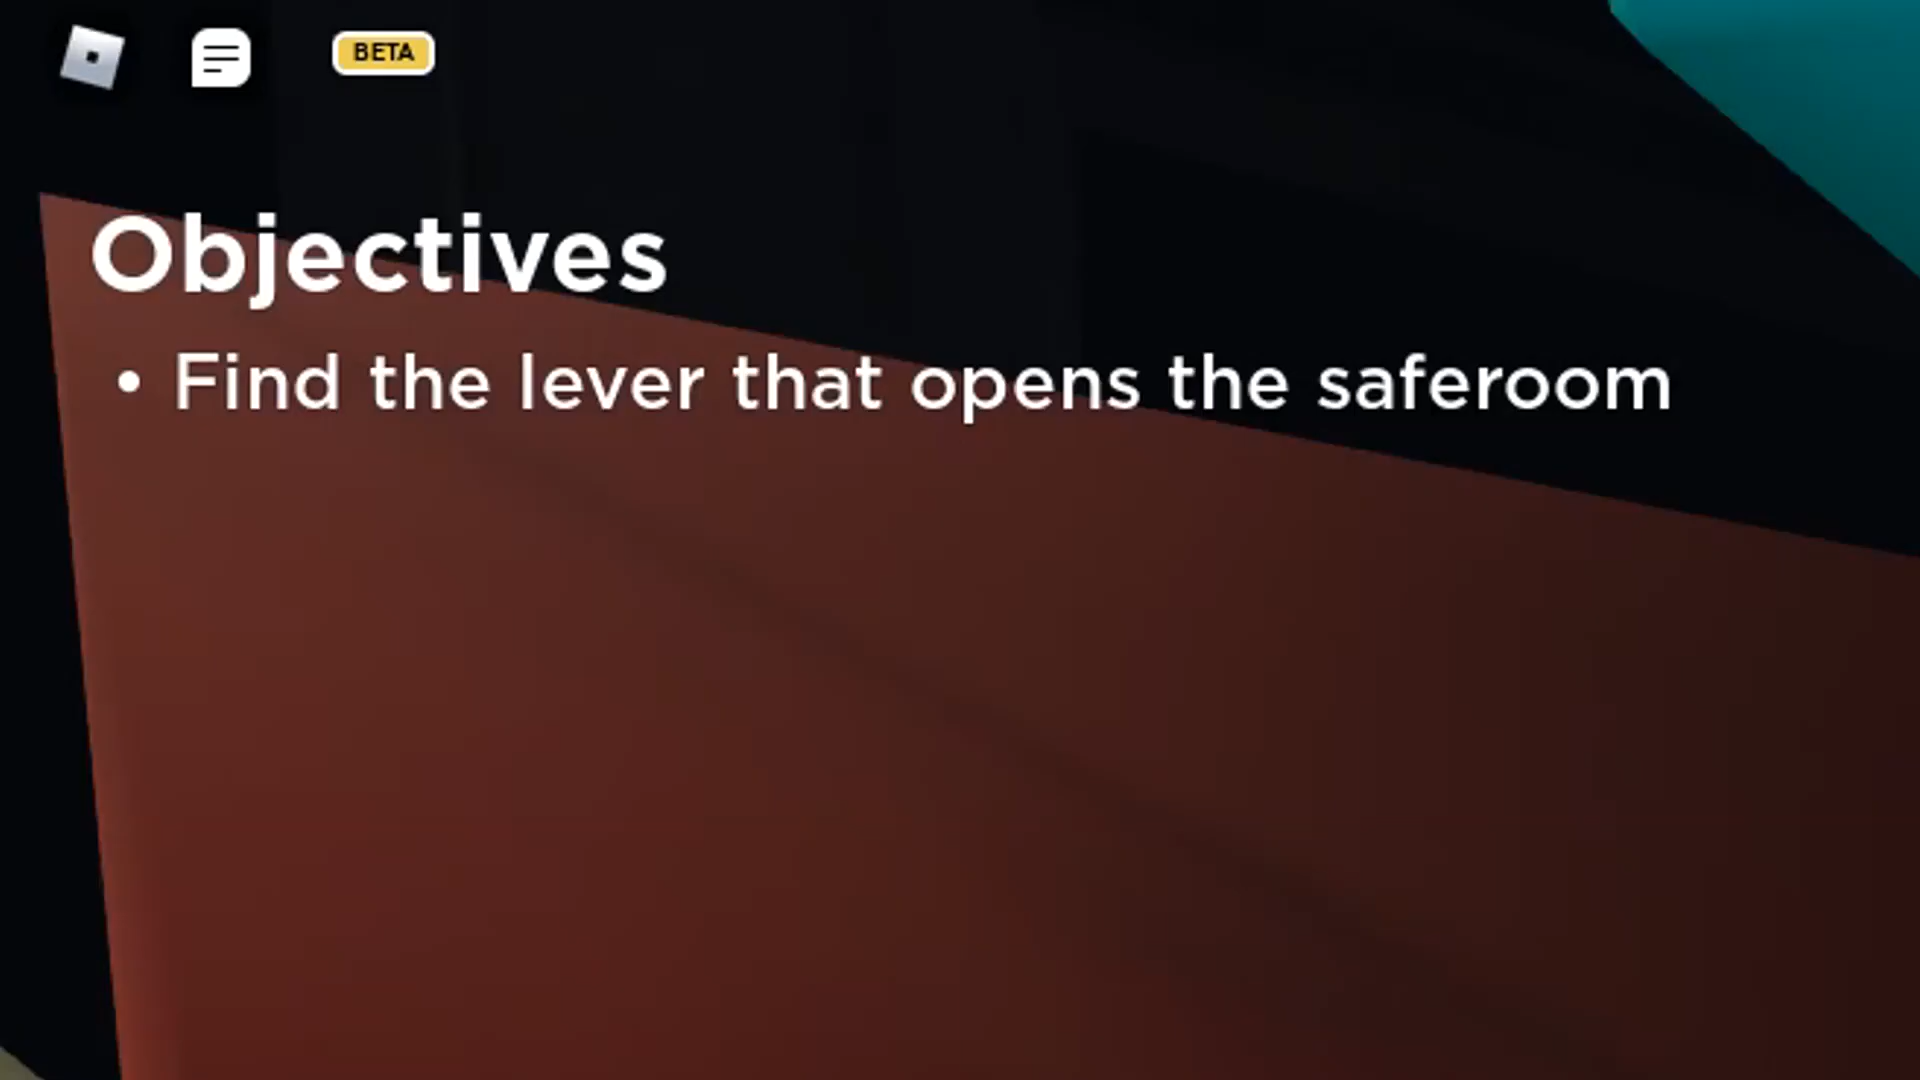 BETA
Objectives
• Find the lever that opens the saferoom